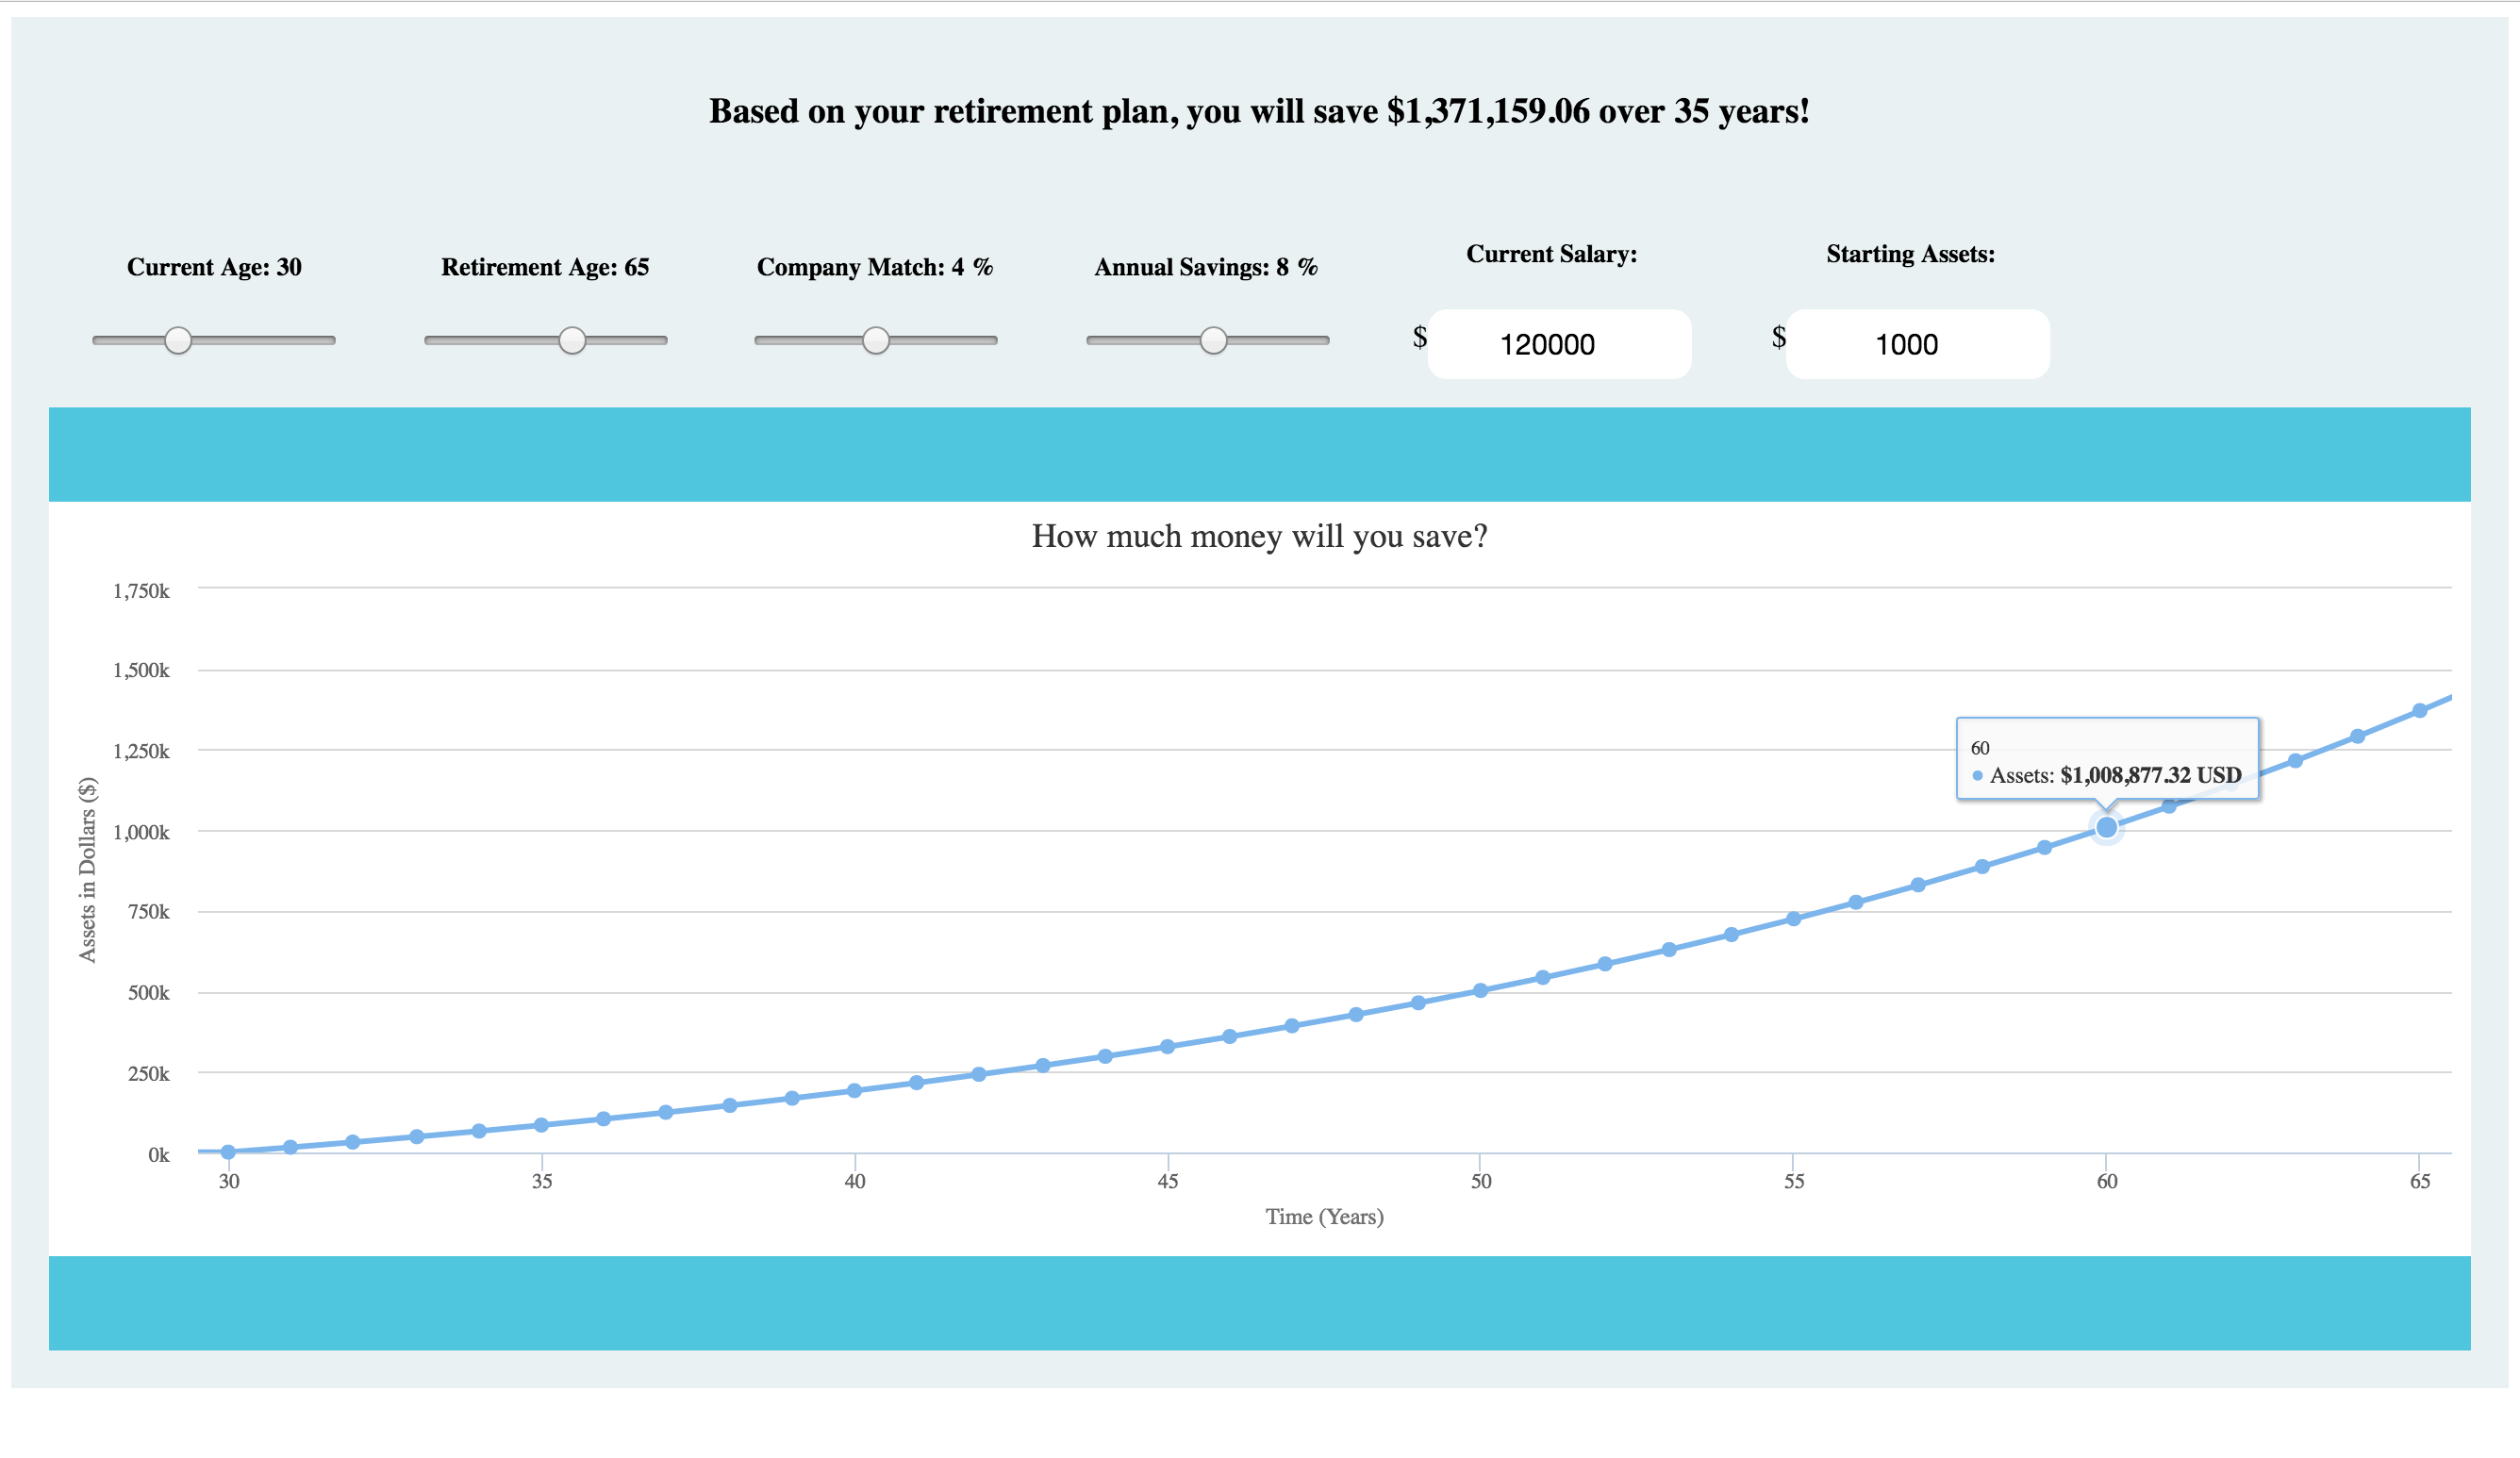 Based on your retirement plan, you will save $1,371,159.06 over 35 years!
Current Age: 30
Retirement Age: 65
Company Match: 4 %
Annual Savings: 8 %
Current Salary:
$ 120000
Starting Assets:
$ 1000
How much money will you save?
Assets in Dollars ($)
1,750k
1,500k
1,250k
1,000k
750k
500k
250k
0k
60
Assets: $1,008,877.32 USD
30 35 40 45 50 55 60 65
Time (Years)